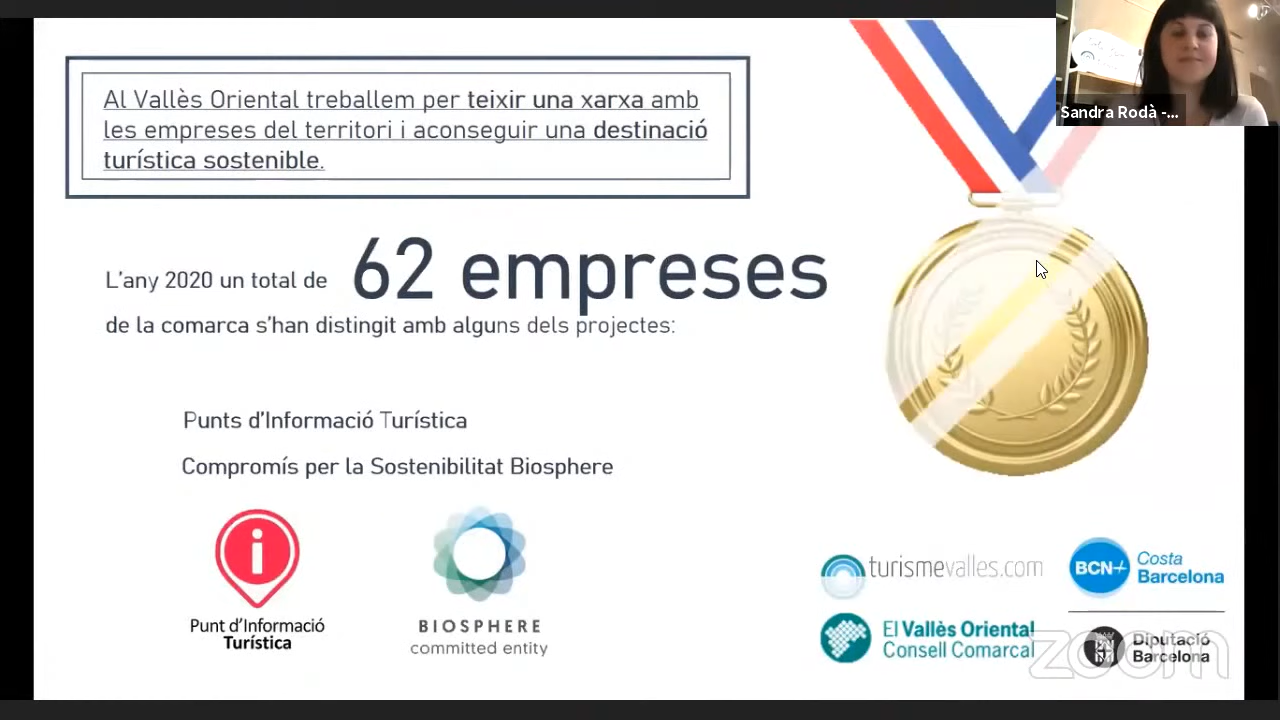 Al Vallès Oriental treballem per teixir una xarxa amb
les empreses del territori i aconseguir una destinació
turística sostenible.
Sandra Rodà -...
L'any 2020 un total de 62 empreses
de la comarca s'han distingit amb alguns dels projectes:
Punts d'Informació Turística
Compromís per la Sostenibilitat Biosphere
i
Punt d'Informació
Turística
BIOSPHERE
committed entity
turismevalles.com
BCN+ Costa
Barcelona
El Vallès Oriental
Consell Comarcal
Diputació
Barcelona
zoom